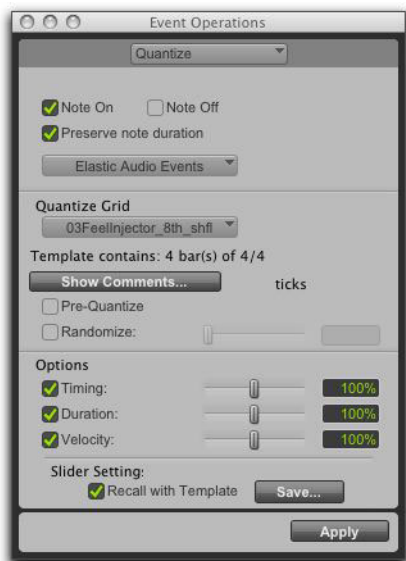 Event Operations
Quantize
Note On Note Off
Preserve note duration
Elastic Audio Events
Quantize Grid
03FeelInjector_8th_shfl
Template contains: 4 bar(s) of 4/4
Show Comments... ticks
Pre-Quantize
Randomize:
Options
Timing: 100%
Duration: 100%
Velocity: 100%
Slider Setting:
Recall with Template Save...
Apply